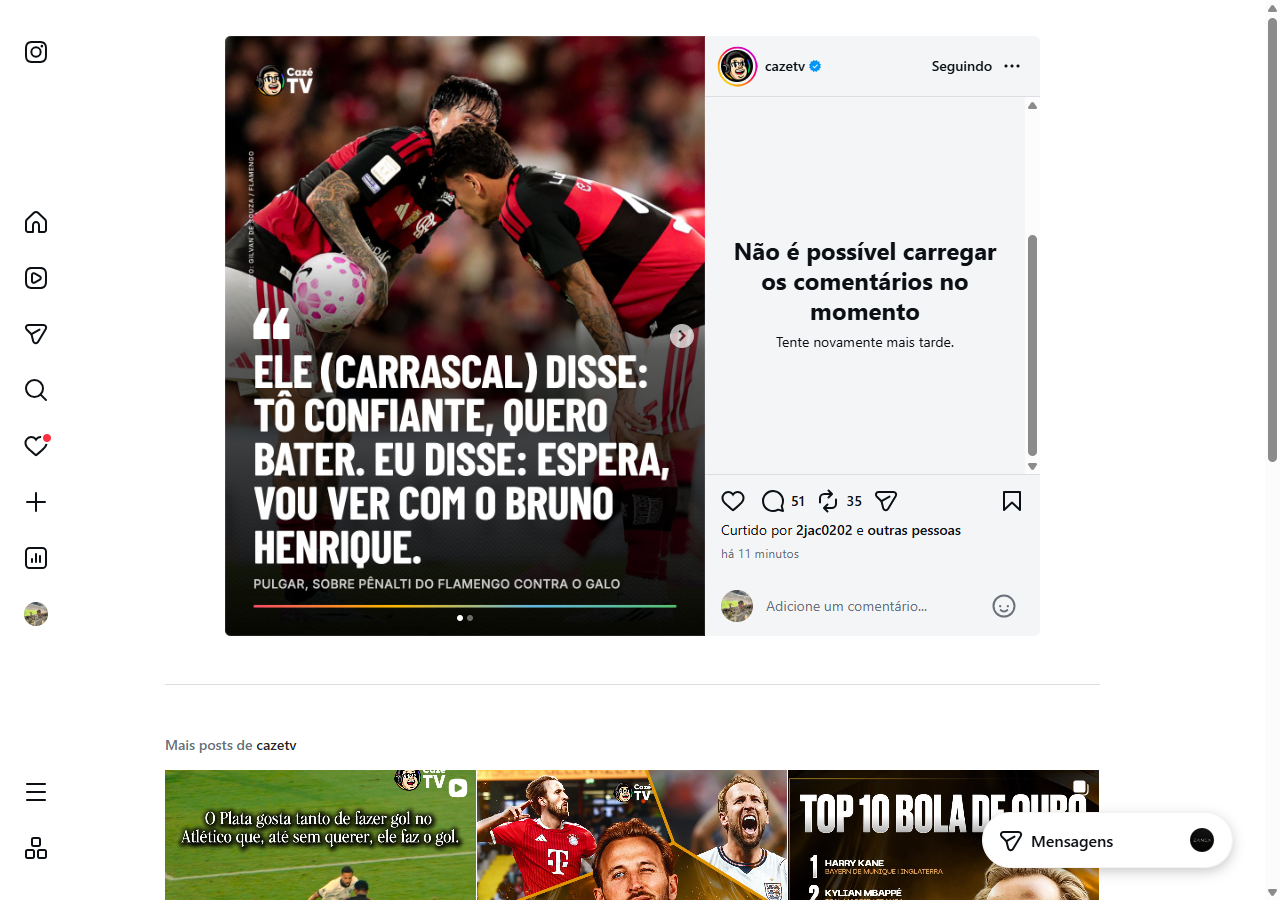 Cazé
TV
cazetv
Seguindo
Não é possível carregar
os comentários no
momento
Tente novamente mais tarde.
“
ELE (CARRASCAL) DISSE:
TÔ CONFIANTE, QUERO
BATER. EU DISSE: ESPERA,
VOU VER COM O BRUNO
HENRIQUE.
PULGAR, SOBRE PÊNALTI DO FLAMENGO CONTRA O GALO
51
35
Curtido por 2jac0202 e outras pessoas
há 11 minutos
Adicione um comentário...
Mais posts de cazetv
TV
O Plata gosta tanto de fazer gol no
Atlético que, até sem querer, ele faz o gol.
TV
TOP 10 BOLA DE OURO
1 HARRY KANE
BAYERN DE MUNIQUE | INGLATERRA
2 KYLIAN MBAPPÉ
Mensagens